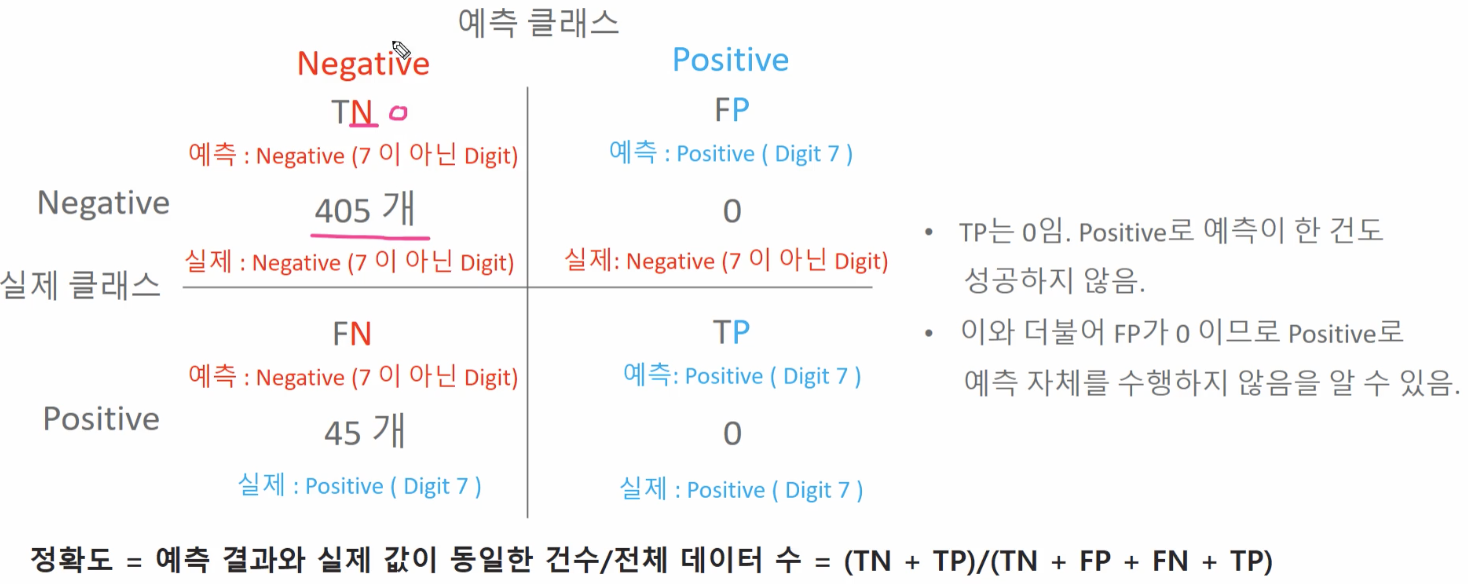 예측 클래스
Negative
Positive
TN
FP
예측 : Negative (7 이 아닌 Digit)
예측 : Positive ( Digit 7 )
Negative
405 개
0
실제 : Negative (7 이 아닌 Digit)
실제: Negative (7 이 아닌 Digit)
실제 클래스
FN
TP
예측 : Negative (7 이 아닌 Digit)
예측: Positive ( Digit 7 )
Positive
45 개
0
실제 : Positive ( Digit 7 )
실제 : Positive ( Digit 7 )
• TP는 0임. Positive로 예측이 한 건도
성공하지 않음.
• 이와 더불어 FP가 0 이므로 Positive로
예측 자체를 수행하지 않음을 알 수 있음.
정확도 = 예측 결과와 실제 값이 동일한 건수/전체 데이터 수 = (TN + TP)/(TN + FP + FN + TP)